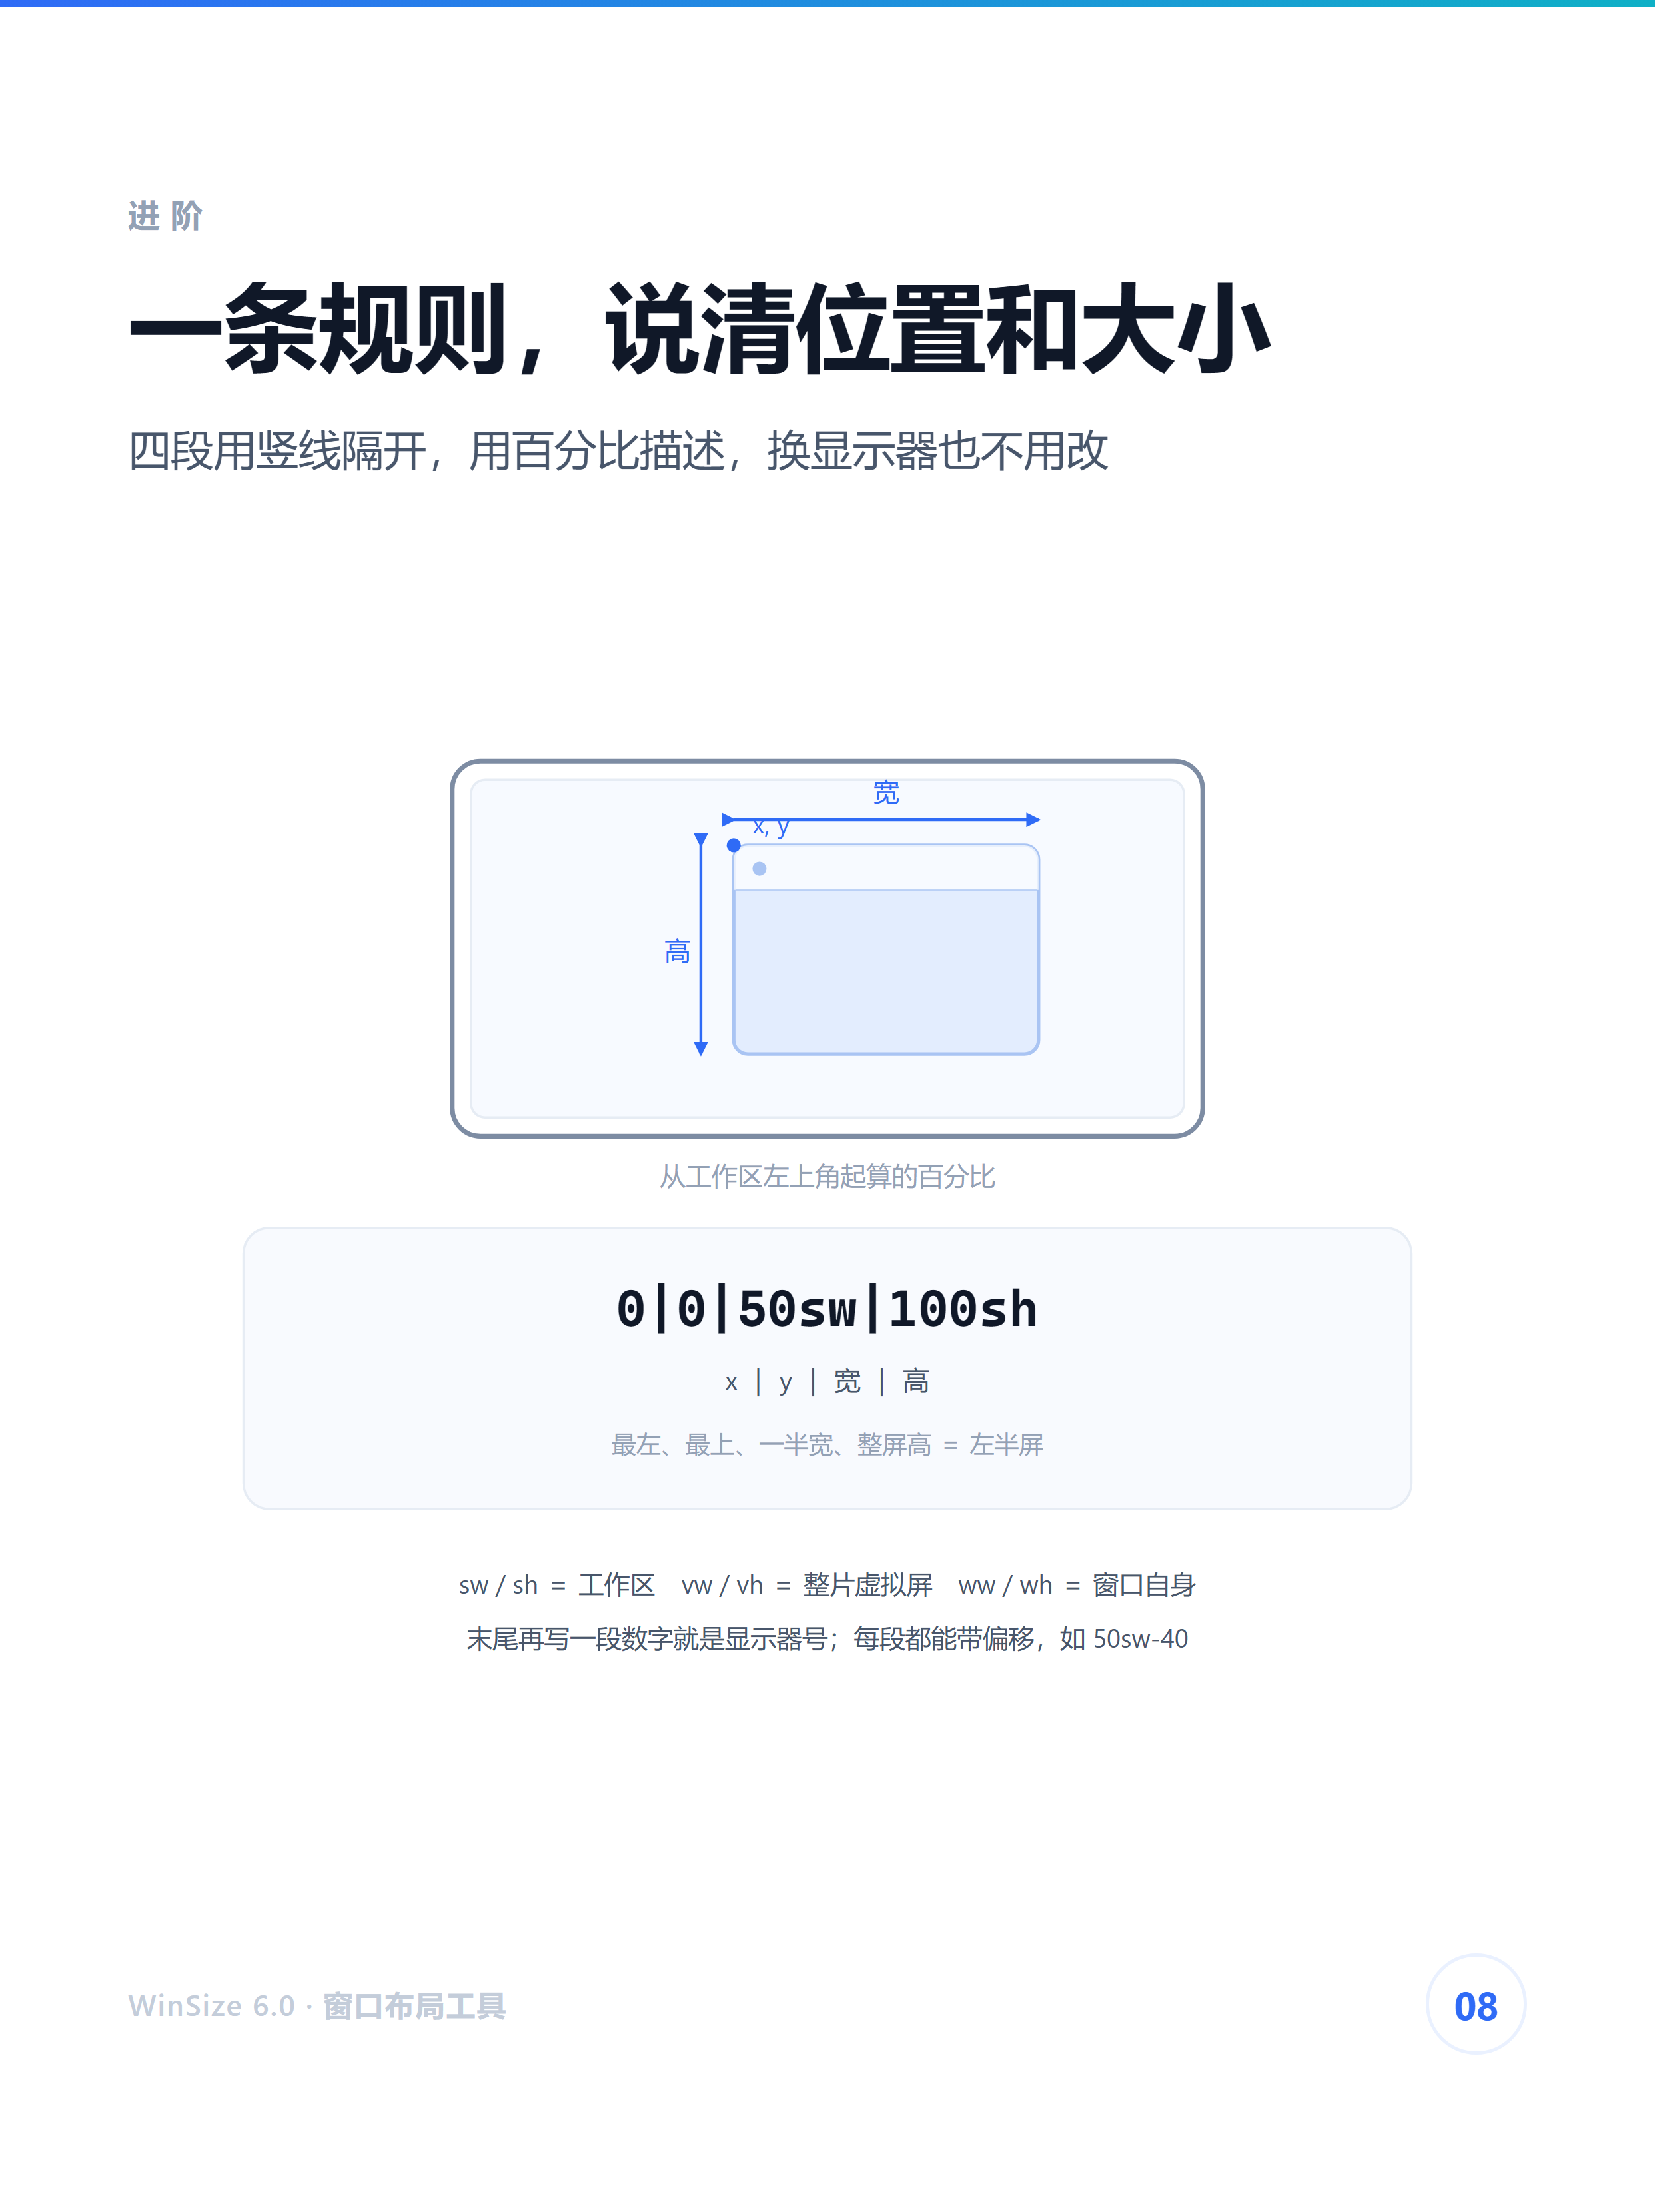 进阶
一条规则，说清位置和大小
四段用竖线隔开，用百分比描述，换显示器也不用改
宽
x, y
高
从工作区左上角起算的百分比
0|0|50sw|100sh
x | y | 宽 | 高
最左、最上、一半宽、整屏高 = 左半屏
sw / sh = 工作区 vw / vh = 整片虚拟屏 ww / wh = 窗口自身
末尾再写一段数字就是显示器号；每段都能带偏移，如 50sw-40
WinSize 6.0 · 窗口布局工具
08